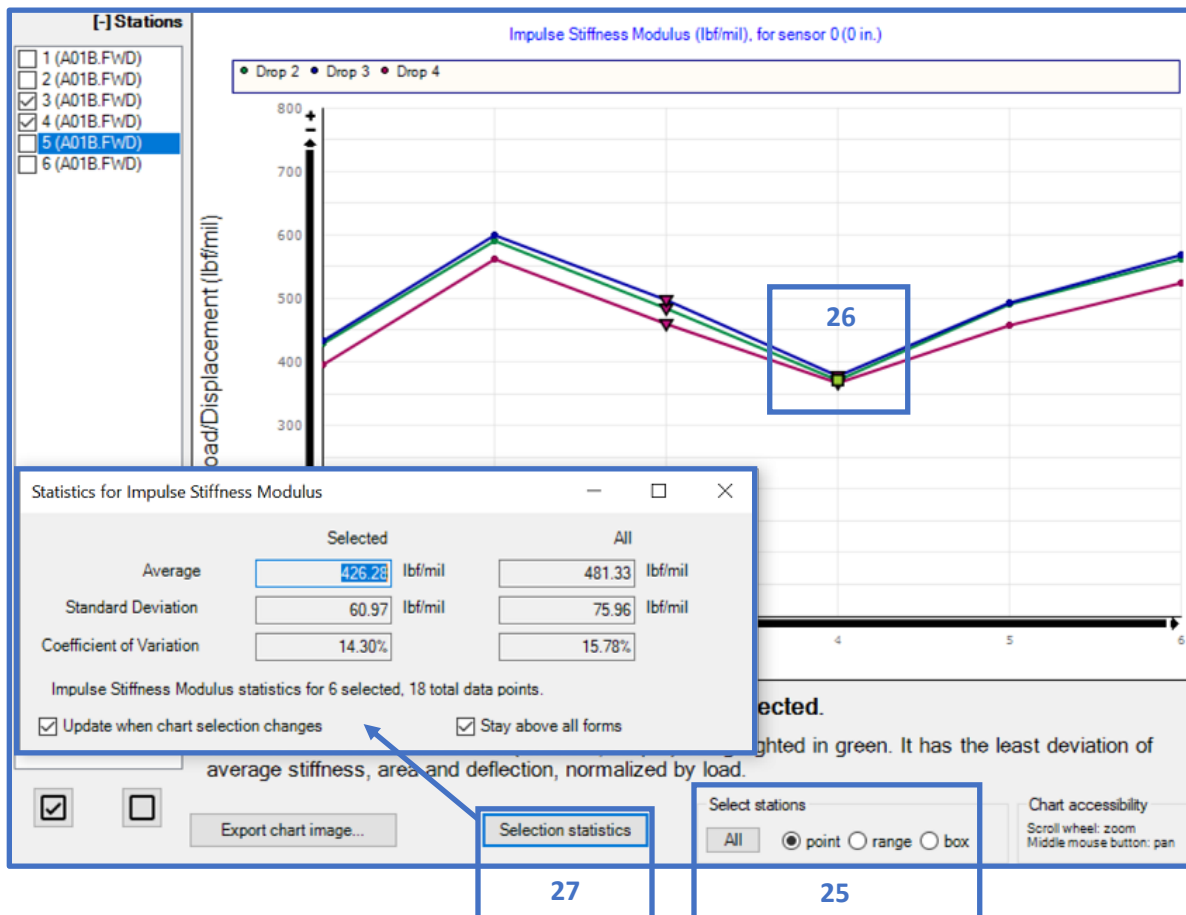 [-] Stations
1 (A01B.FWD)
2 (A01B.FWD)
3 (A01B.FWD)
4 (A01B.FWD)
5 (A01B.FWD)
6 (A01B.FWD)
Impulse Stiffness Modulus (lbf/mil), for sensor 0 (0 in.)
Drop 2 Drop 3 Drop 4
800
+
−
700
600
500
400
300
oad/Displacement (lbf/mil)
26
4 5 6
Statistics for Impulse Stiffness Modulus
Selected All
Average 426.28 lbf/mil 481.33 lbf/mil
Standard Deviation 60.97 lbf/mil 75.96 lbf/mil
Coefficient of Variation 14.30% 15.78%
Impulse Stiffness Modulus statistics for 6 selected, 18 total data points.
Update when chart selection changes Stay above all forms
ected.
ghted in green. It has the least deviation of
average stiffness, area and deflection, normalized by load.
Export chart image...
Selection statistics
Select stations
All point range box
Chart accessibility
Scroll wheel: zoom
Middle mouse button: pan
27
25